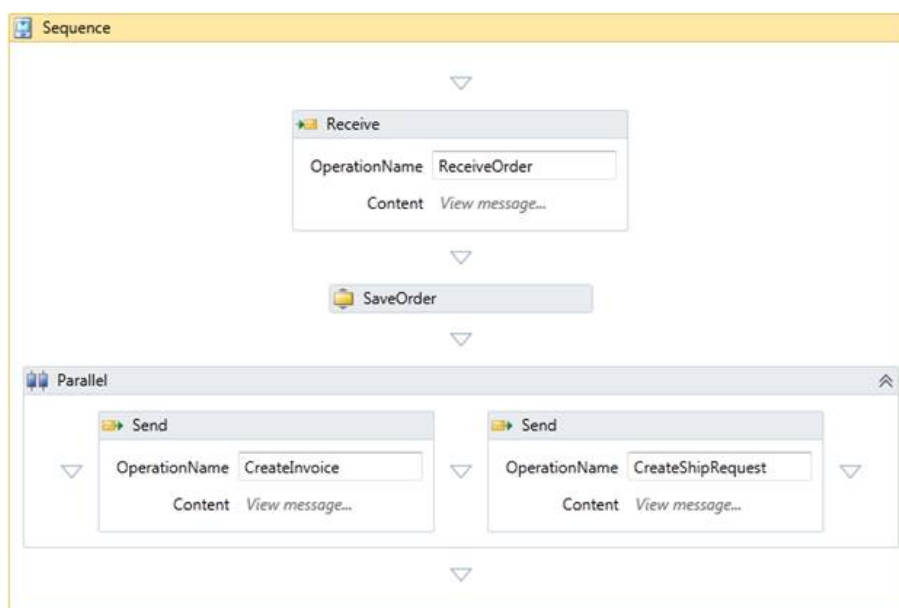 Sequence
Receive
OperationName ReceiveOrder
Content View message...
SaveOrder
Parallel
Send
OperationName CreateInvoice
Content View message...
Send
OperationName CreateShipRequest
Content View message...